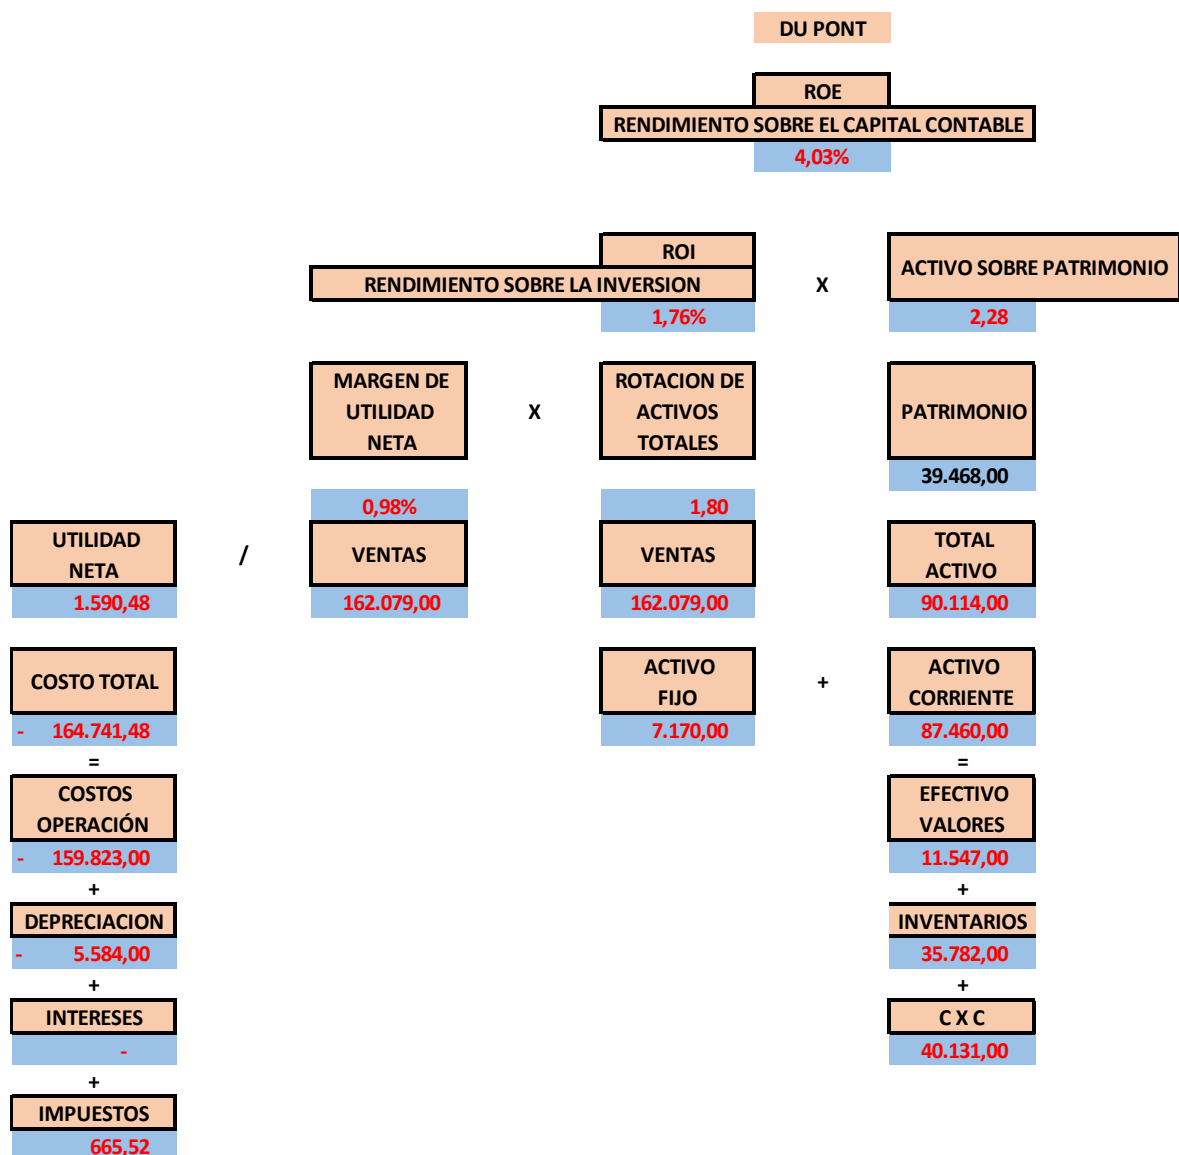 DU PONT
ROE
RENDIMIENTO SOBRE EL CAPITAL CONTABLE
4,03%
ROI
RENDIMIENTO SOBRE LA INVERSION
X
ACTIVO SOBRE PATRIMONIO
1,76%
2,28
MARGEN DE
UTILIDAD
NETA
X
ROTACION DE
ACTIVOS
TOTALES
PATRIMONIO
39.468,00
0,98%
1,80
UTILIDAD
NETA
/
VENTAS
VENTAS
TOTAL
ACTIVO
1.590,48
162.079,00
162.079,00
90.114,00
COSTO TOTAL
ACTIVO
FIJO
+
ACTIVO
CORRIENTE
- 164.741,48
7.170,00
87.460,00
=
=
COSTOS
OPERACIÓN
EFECTIVO
VALORES
- 159.823,00
11.547,00
+
+
DEPRECIACION
INVENTARIOS
- 5.584,00
35.782,00
+
+
INTERESES
C X C
-
40.131,00
+
IMPUESTOS
665,52